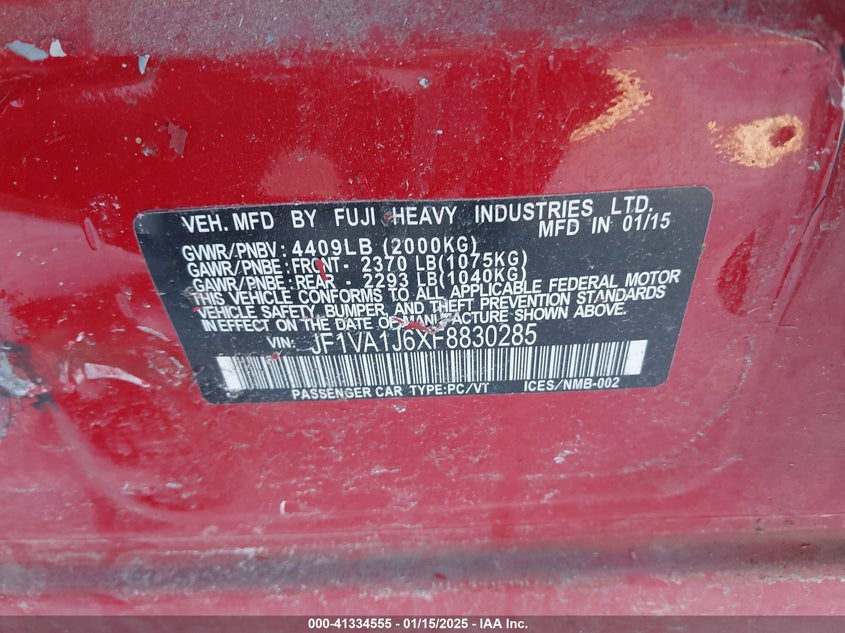 VEH. MFD BY FUJI HEAVY INDUSTRIES LTD.
MFD IN 01/15
GVWR/PNBV: 4409LB (2000KG)
GAWR/PNBE: FRONT - 2370 LB(1075KG)
GAWR/PNBE: REAR - 2293 LB(1040KG)
THIS VEHICLE CONFORMS TO ALL APPLICABLE FEDERAL MOTOR
VEHICLE SAFETY, BUMPER, AND THEFT PREVENTION STANDARDS
IN EFFECT ON THE DATE OF MANUFACTURE SHOWN ABOVE.
VIN: JF1VA1J6XF8830285
PASSENGER CAR TYPE:PC/VT ICES/NMB-002
000-41334555 - 01/15/2025 - IAA Inc.